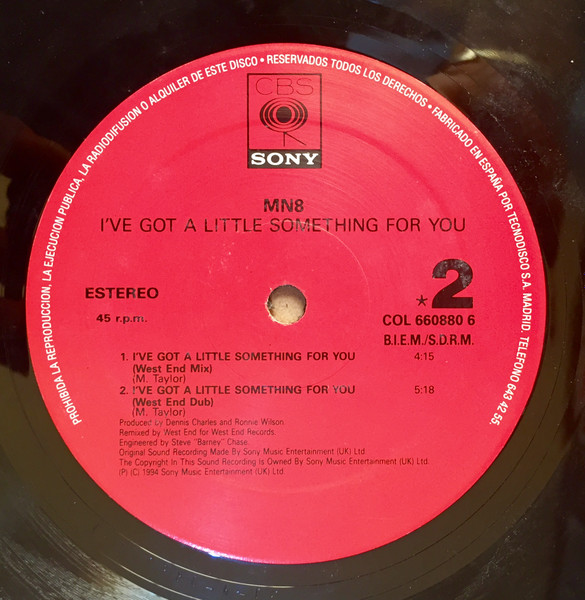 PROHIBIDA LA REPRODUCCION, LA EJECUCION PUBLICA, LA RADIODIFUSION O ALQUILER DE ESTE DISCO • RESERVADOS TODOS LOS DERECHOS • FABRICADO EN ESPAÑA POR TECNODISCO S.A. MADRID. TELEFONO 643 42 55.
CBS
SONY
MN8
I'VE GOT A LITTLE SOMETHING FOR YOU
ESTEREO
*2
45 r.p.m.
COL 660880 6
B.I.E.M./S.D.R.M.
1. I'VE GOT A LITTLE SOMETHING FOR YOU 4:15
(West End Mix)
(M. Taylor)
2. I'VE GOT A LITTLE SOMETHING FOR YOU 5:18
(West End Dub)
(M. Taylor)
Produced by Dennis Charles and Ronnie Wilson.
Remixed by West End for West End Records.
Engineered by Steve "Barney" Chase.
Original Sound Recording Made By Sony Music Entertainment (UK) Ltd.
The Copyright In This Sound Recording Is Owned By Sony Music Entertainment (UK) Ltd.
(P) (C) 1994 Sony Music Entertainment (UK) Ltd.